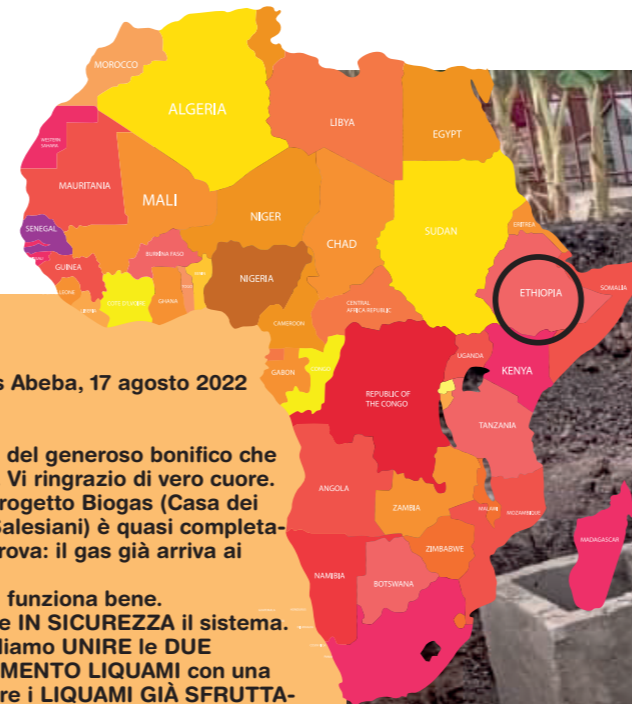 MOROCCO
ALGERIA
LIBYA
EGYPT
WESTERN
SAHARA
MAURITANIA
MALI
NIGER
CHAD
SUDAN
ERITREA
SENEGAL
GUINEA
BURKINA FASO
LEONE
LIBERIA
GHANA
NIGERIA
CAMEROON
CENTRAL
AFRICA REPUBLIC
ETHIOPIA
SOMALIA
GABON
CONGO
REPUBLIC OF
THE CONGO
UGANDA
KENYA
TANZANIA
ANGOLA
ZAMBIA
MALAWI
MOZAMBIQUE
ZIMBABWE
NAMIBIA
BOTSWANA
MADAGASCAR
s Abeba, 17 agosto 2022
del generoso bonifico che
Vi ringrazio di vero cuore.
rogetto Biogas (Casa dei
Salesiani) è quasi completa-
rova: il gas già arriva ai
funziona bene.
e IN SICUREZZA il sistema.
diamo UNIRE le DUE
MENTO LIQUAMI con una
re i LIQUAMI GIÀ SFRUTTA-